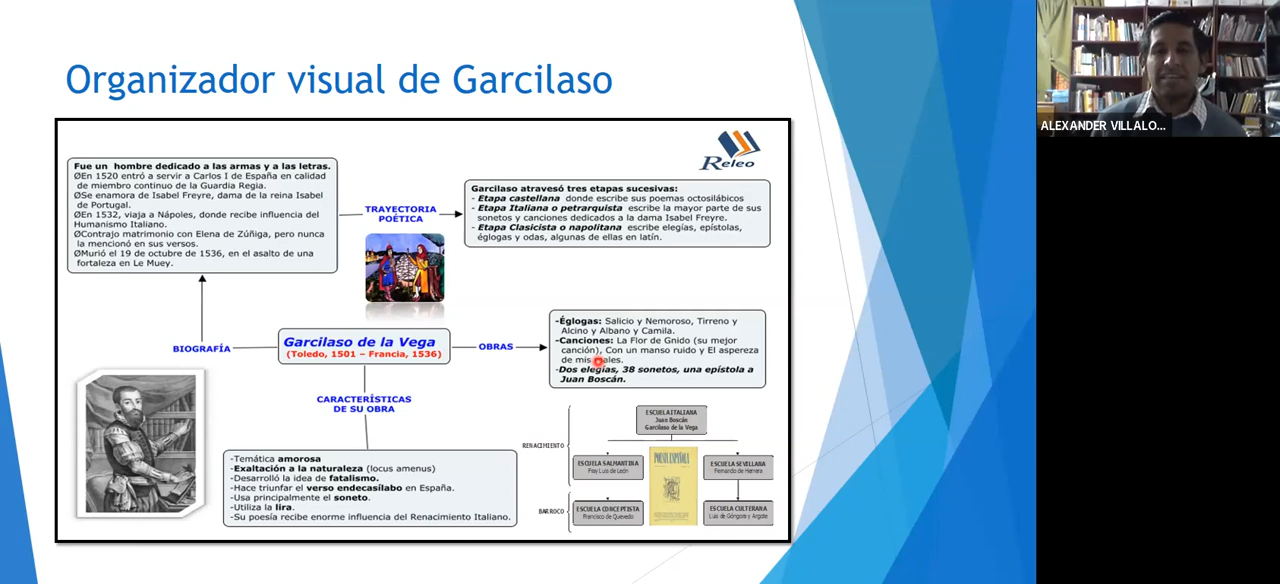 Organizador visual de Garcilaso
Releo
Fue un hombre dedicado a las armas y a las letras.
ØEn 1520 entró a servir a Carlos I de España en calidad
de miembro continuo de la Guardia Regia.
ØSe enamora de Isabel Freyre, dama de la reina Isabel
de Portugal.
ØEn 1532, viaja a Nápoles, donde recibe influencia del
Humanismo Italiano.
ØContrajo matrimonio con Elena de Zúñiga, pero nunca
la mencionó en sus versos.
ØMurió el 19 de octubre de 1536, en el asalto de una
fortaleza en Le Muey.
TRAYECTORIA
POÉTICA
Garcilaso atravesó tres etapas sucesivas:
- Etapa castellana donde escribe sus poemas octosilábicos
- Etapa Italiana o petrarquista escribe la mayor parte de sus
sonetos y canciones dedicados a la dama Isabel Freyre.
- Etapa Clasicista o napolitana escribe elegías, epístolas,
églogas y odas, algunas de ellas en latín.
BIOGRAFÍA
Garcilaso de la Vega
(Toledo, 1501 – Francia, 1536)
OBRAS
-Églogas: Salicio y Nemoroso, Tirreno y
Alcino y Albano y Camila.
-Canciones: La Flor de Gnido (su mejor
canción), Con un manso ruido y El aspereza
de mis males.
-Dos elegías, 38 sonetos, una epístola a
Juan Boscán.
CARACTERÍSTICAS
DE SU OBRA
-Temática amorosa
-Exaltación a la naturaleza (locus amenus)
-Desarrolló la idea de fatalismo.
-Hace triunfar el verso endecasílabo en España.
-Usa principalmente el soneto.
-Utiliza la lira.
-Su poesía recibe enorme influencia del Renacimiento Italiano.
RENACIMIENTO
ESCUELA ITALIANA
Juan Boscán
Garcilaso de la Vega
ESCUELA SALMANTINA
Fray Luis de León
POESÍA ESPAÑOLA
ESCUELA SEVILLANA
Fernando de Herrera
BARROCO
ESCUELA CONCEPTISTA
Francisco de Quevedo
ESCUELA CULTERANA
Luis de Góngora y Argote
ALEXANDER VILLALO...